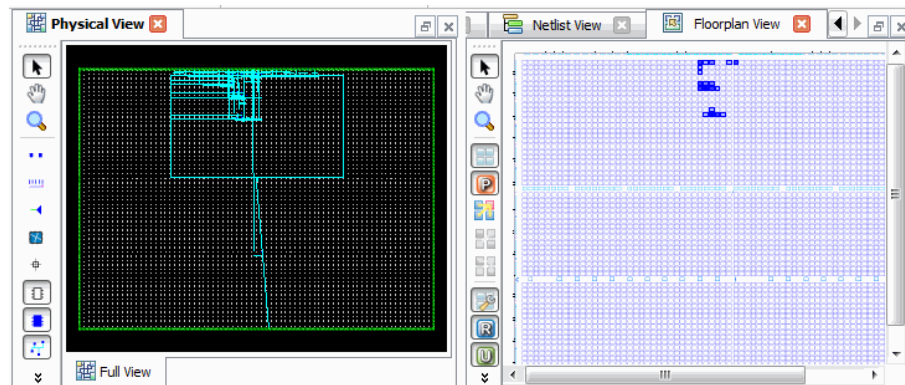 Physical View
Netlist View
Floorplan View
P
R
U
Full View